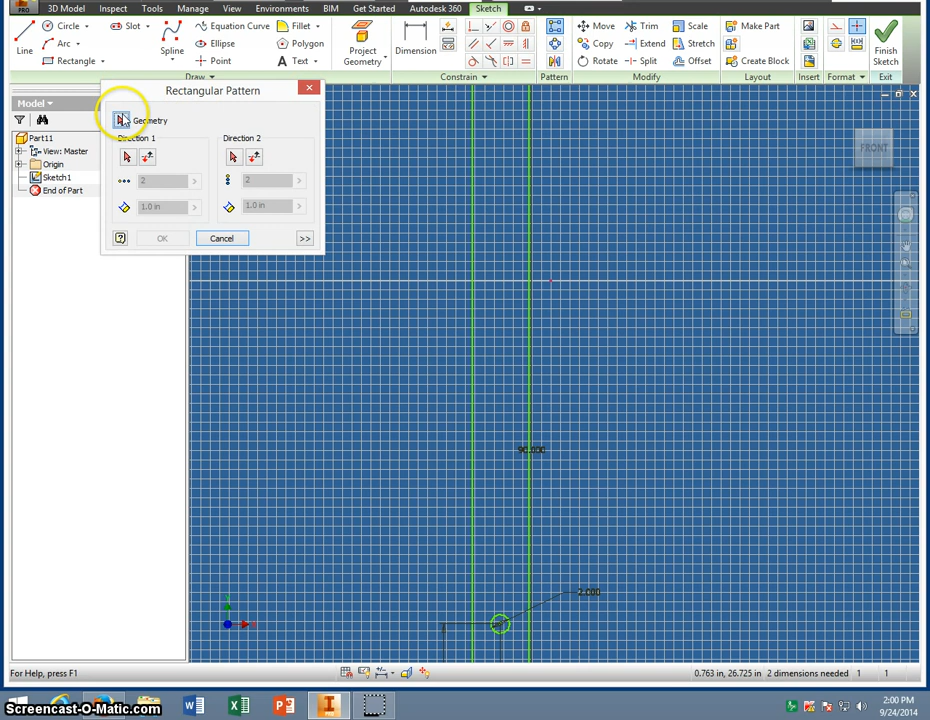 PRO 3D Model Inspect Tools Manage View Environments BIM Get Started Autodesk 360 Sketch
Line Circle Arc Rectangle Slot Spline Equation Curve Ellipse Point Fillet Polygon Text Project Geometry Dimension Move Copy Rotate Trim Extend Split Scale Stretch Offset Make Part Create Block Finish Sketch
Draw Constrain Pattern Modify Layout Insert Format Exit
Rectangular Pattern
Model
Geometry
Direction 1 Direction 2
2 2
1.0 in 1.0 in
? OK Cancel >>
Part11
View: Master
Origin
Sketch1
End of Part
FRONT
90.000
2.000
For Help, press F1 0.763 in, 26.725 in 2 dimensions needed 1 1
2:00 PM
9/24/2014
Screencast-O-Matic.com